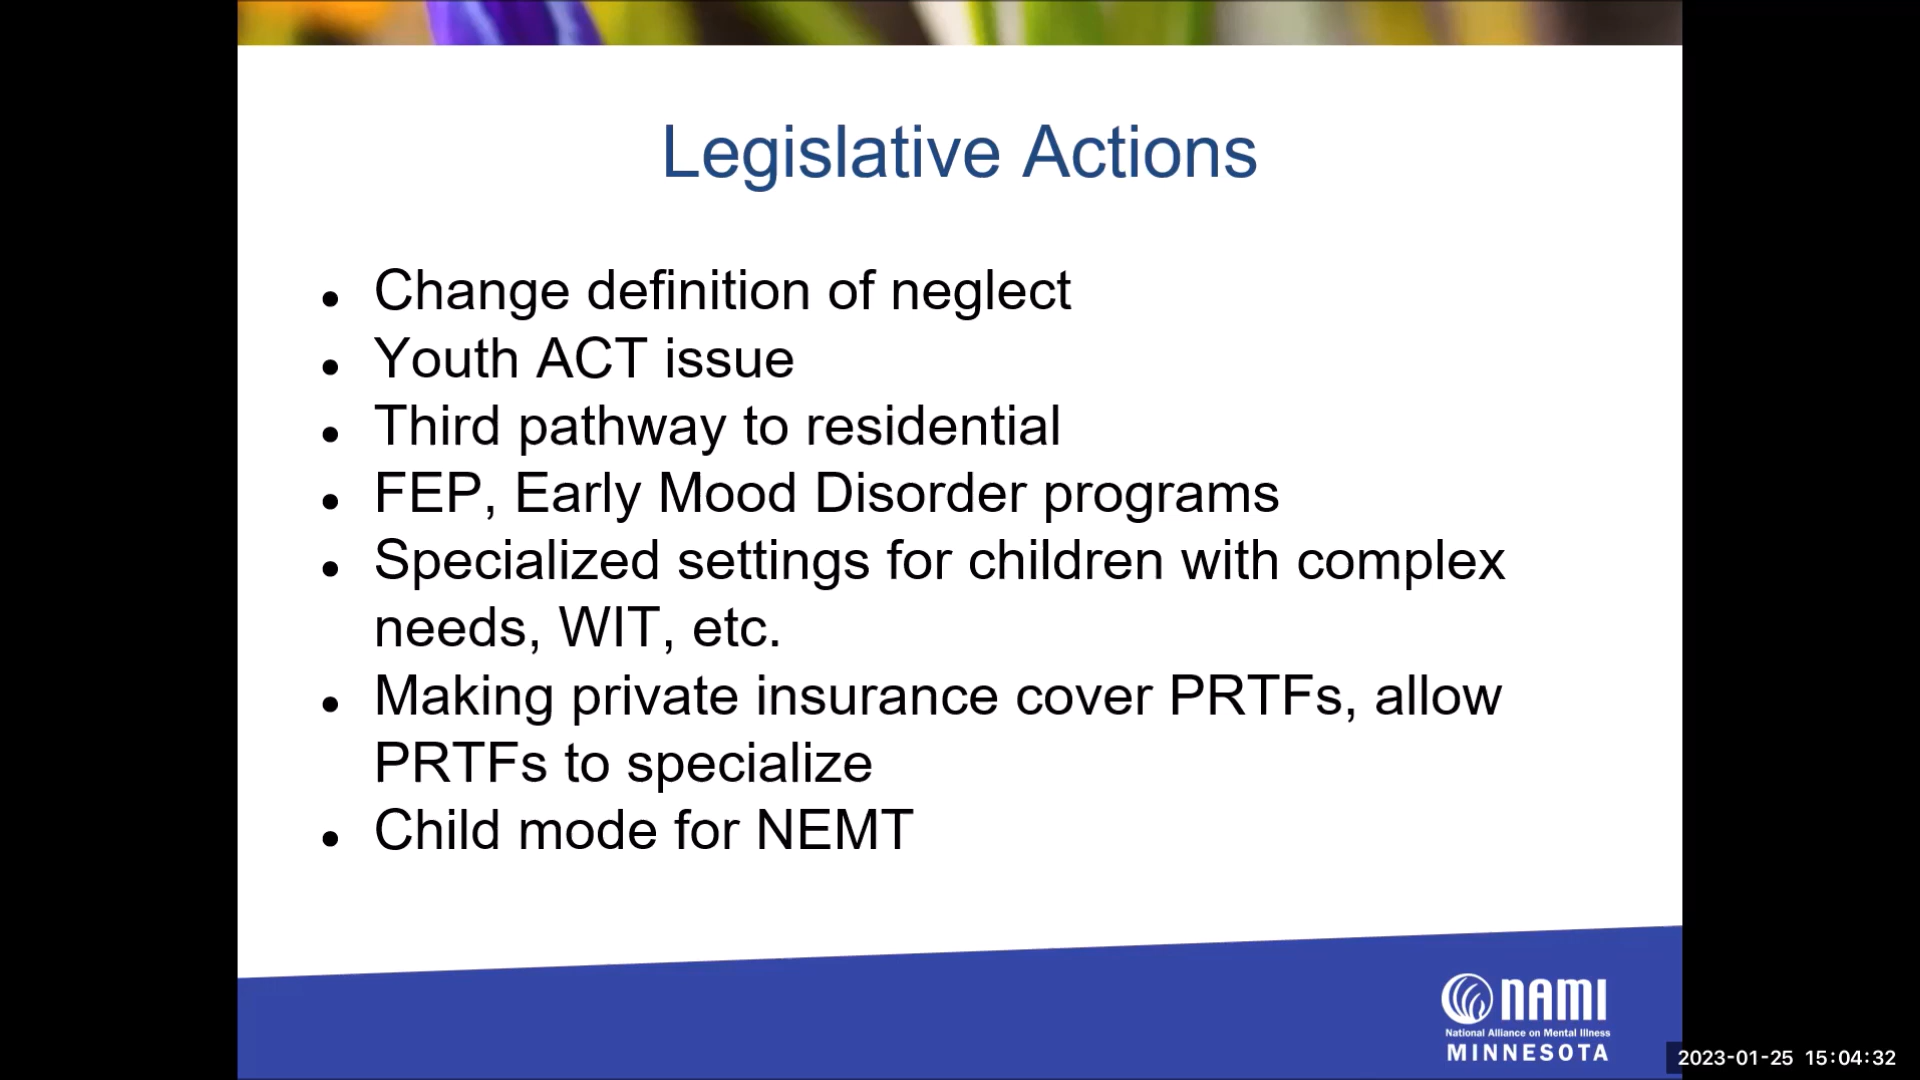 Legislative Actions
• Change definition of neglect
• Youth ACT issue
• Third pathway to residential
• FEP, Early Mood Disorder programs
• Specialized settings for children with complex
needs, WIT, etc.
• Making private insurance cover PRTFs, allow
PRTFs to specialize
• Child mode for NEMT
nami
National Alliance on Mental Illness
MINNESOTA
2023-01-25 15:04:32